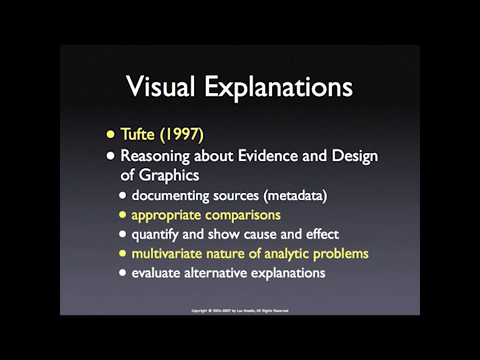 Visual Explanations
• Tufte (1997)
• Reasoning about Evidence and Design
of Graphics
• documenting sources (metadata)
• appropriate comparisons
• quantify and show cause and effect
• multivariate nature of analytic problems
• evaluate alternative explanations
Copyright © 2004-2007 by Luc Anselin, All Rights Reserved